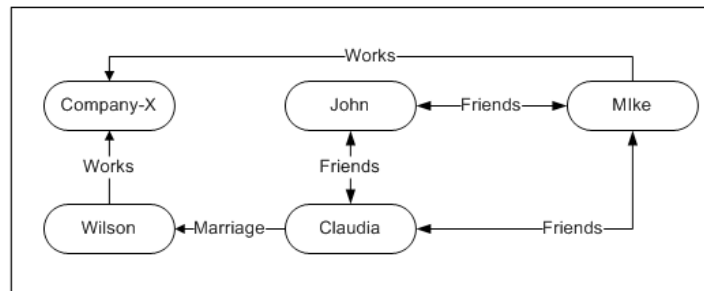 Works
Company-X
John
Friends
MIke
Works
Friends
Wilson
Marriage
Claudia
Friends